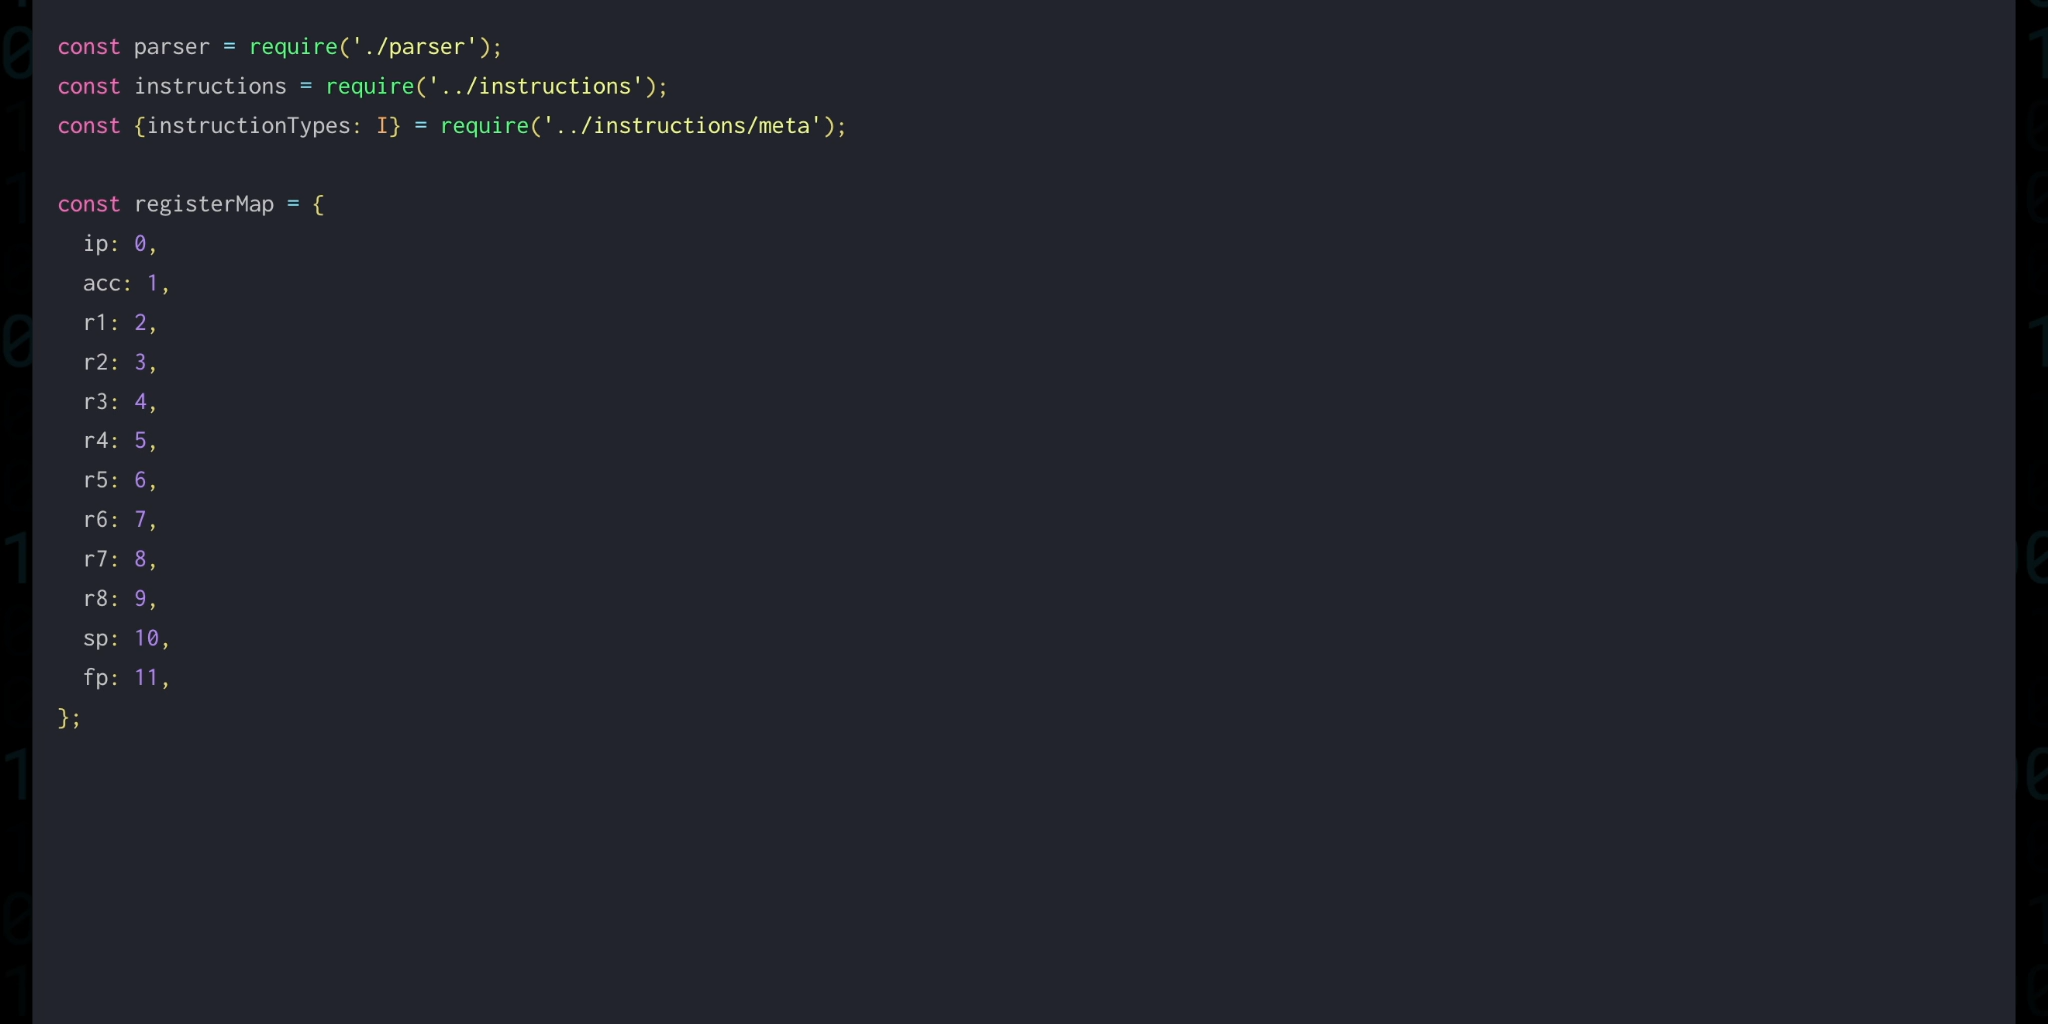 const parser = require('./parser');
const instructions = require('../instructions');
const {instructionTypes: I} = require('../instructions/meta');
const registerMap = {
  ip: 0,
  acc: 1,
  r1: 2,
  r2: 3,
  r3: 4,
  r4: 5,
  r5: 6,
  r6: 7,
  r7: 8,
  r8: 9,
  sp: 10,
  fp: 11,
};